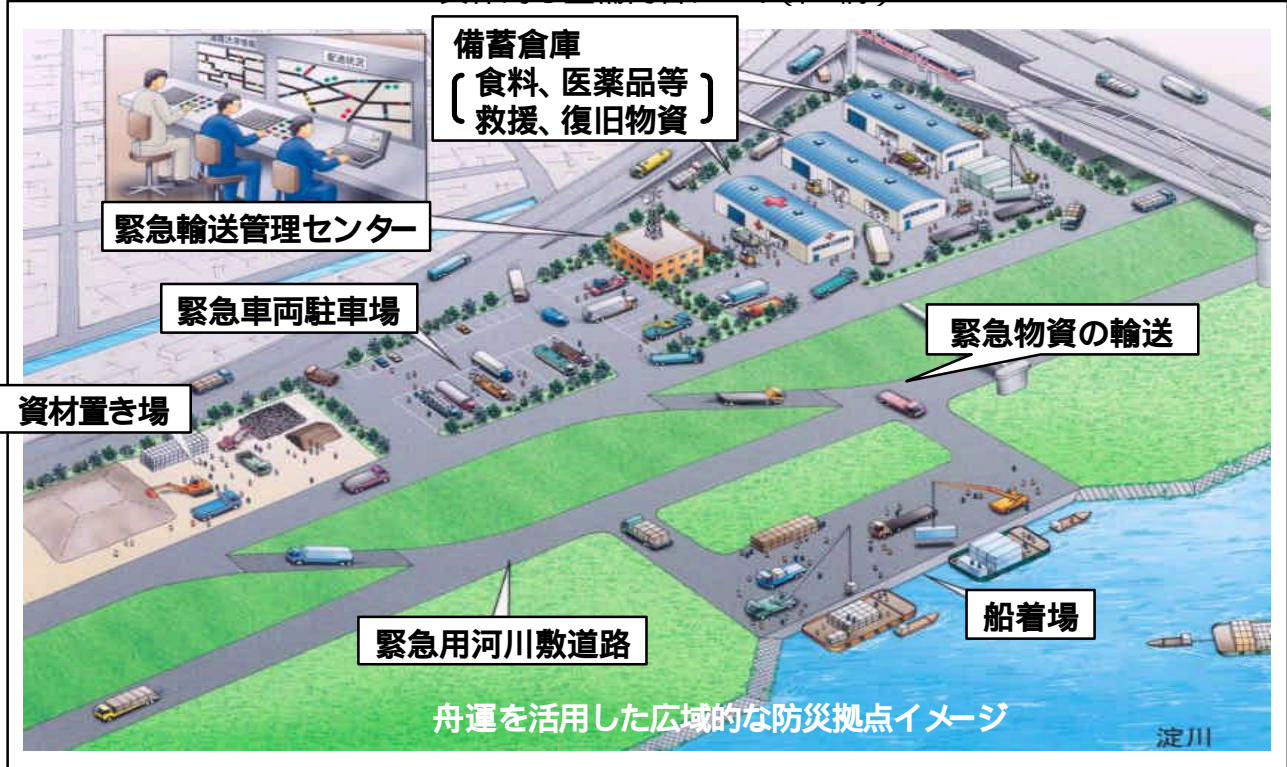 備蓄倉庫
食料、医薬品等
救援、復旧物資
配送状況
緊急輸送管理センター
緊急車両駐車場
緊急物資の輸送
資材置き場
船着場
緊急用河川敷道路
舟運を活用した広域的な防災拠点イメージ
淀川